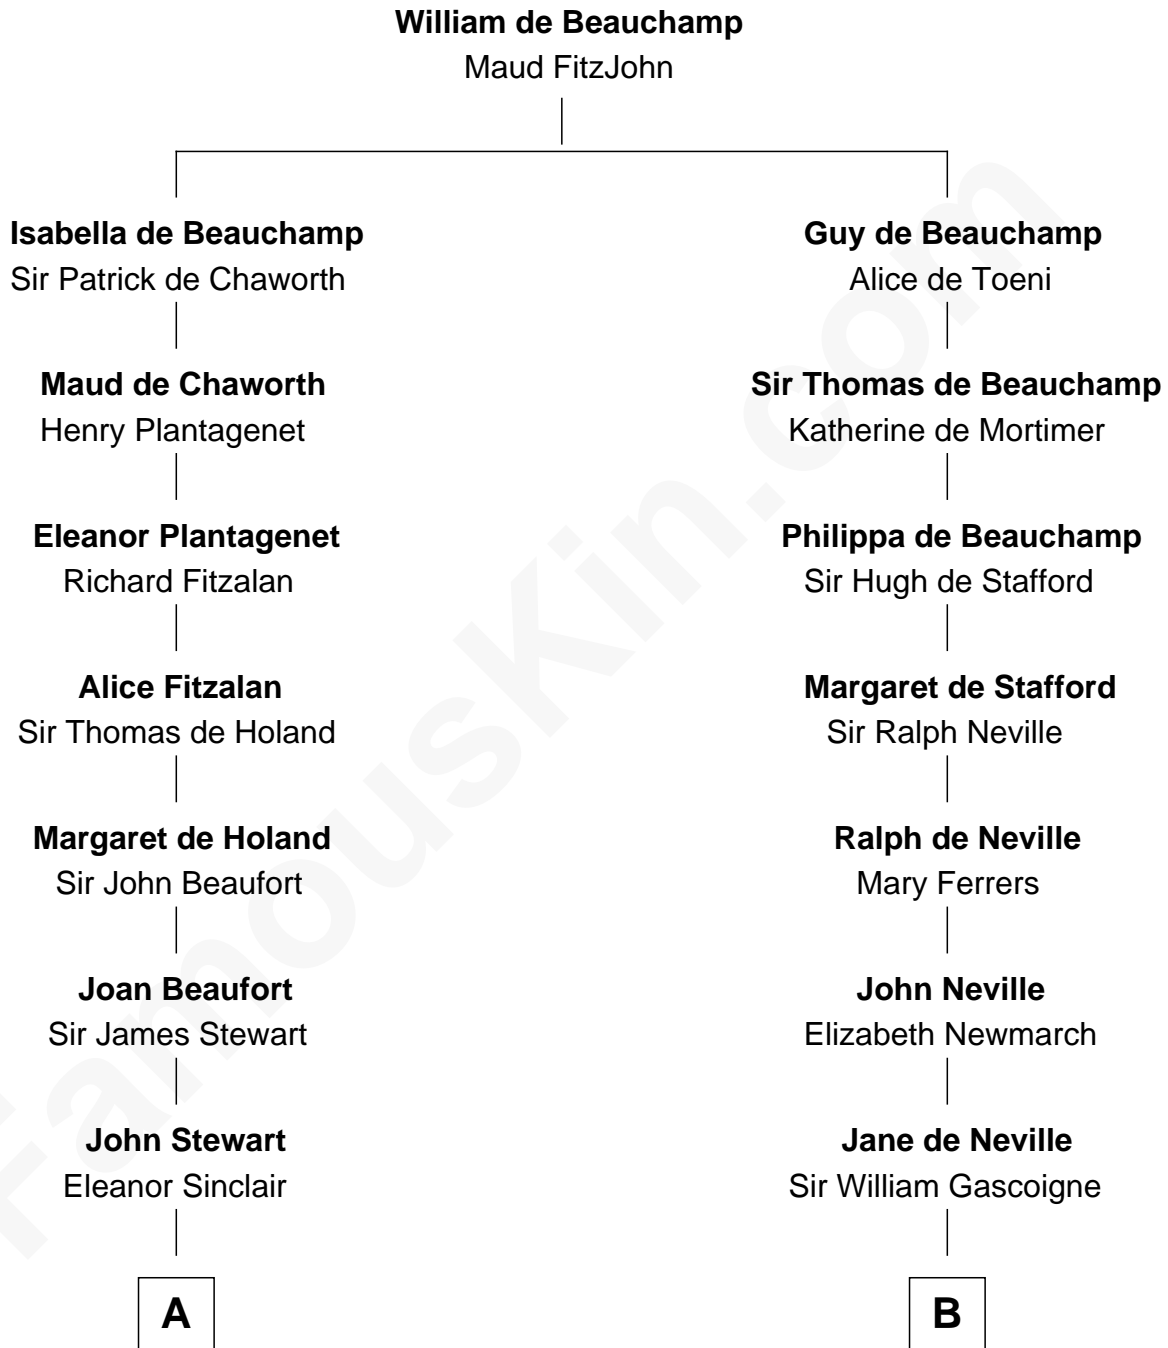 William de Beauchamp
Maud FitzJohn
Isabella de Beauchamp
Sir Patrick de Chaworth
Guy de Beauchamp
Alice de Toeni
Maud de Chaworth
Henry Plantagenet
Sir Thomas de Beauchamp
Katherine de Mortimer
Eleanor Plantagenet
Richard Fitzalan
Philippa de Beauchamp
Sir Hugh de Stafford
Alice Fitzalan
Sir Thomas de Holand
Margaret de Stafford
Sir Ralph Neville
Margaret de Holand
Sir John Beaufort
Ralph de Neville
Mary Ferrers
Joan Beaufort
Sir James Stewart
John Neville
Elizabeth Newmarch
John Stewart
Eleanor Sinclair
Jane de Neville
Sir William Gascoigne
A
B
FamousKin.com